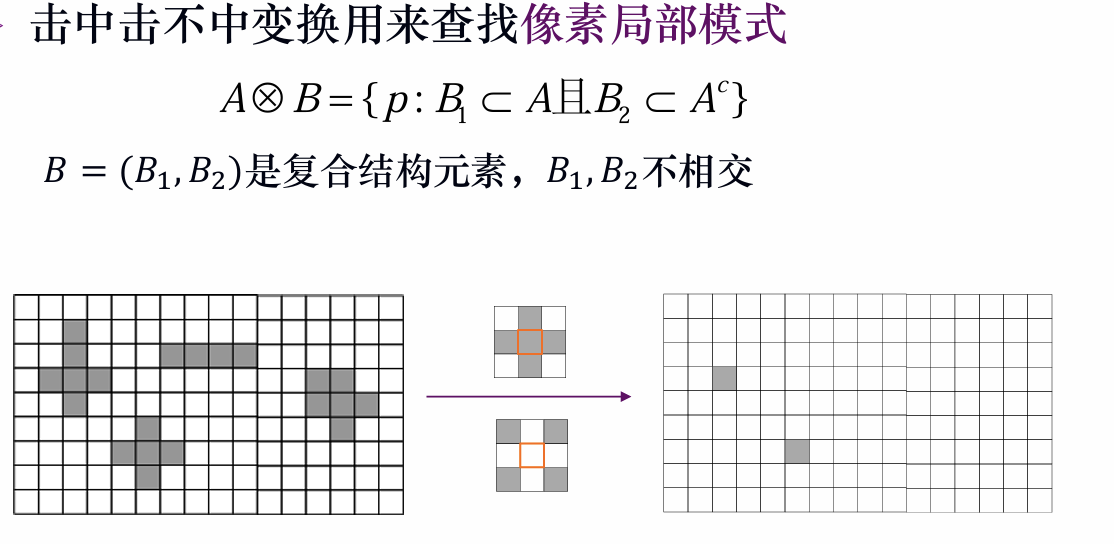 击中击不中变换用来查找像素局部模式
A⊗B={p:B₁⊂A且B₂⊂Aᶜ}
B = (B₁,B₂)是复合结构元素，B₁,B₂不相交